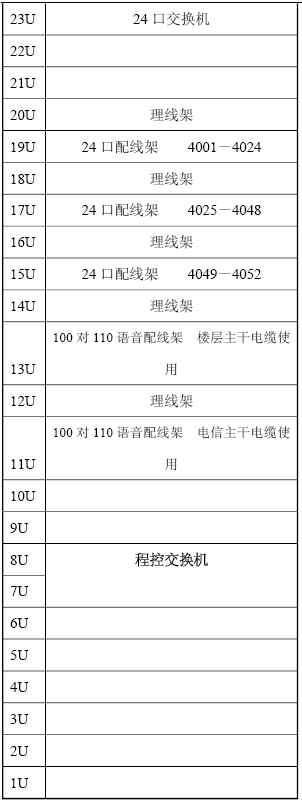 23U 24 口交换机
22U
21U
20U 理线架
19U 24 口配线架 4001－4024
18U 理线架
17U 24 口配线架 4025－4048
16U 理线架
15U 24 口配线架 4049－4052
14U 理线架
100 对 110 语音配线架 楼层主干电缆使
13U 用
12U 理线架
100 对 110 语音配线架 电信主干电缆使
11U 用
10U
9U
8U 程控交换机
7U
6U
5U
4U
3U
2U
1U